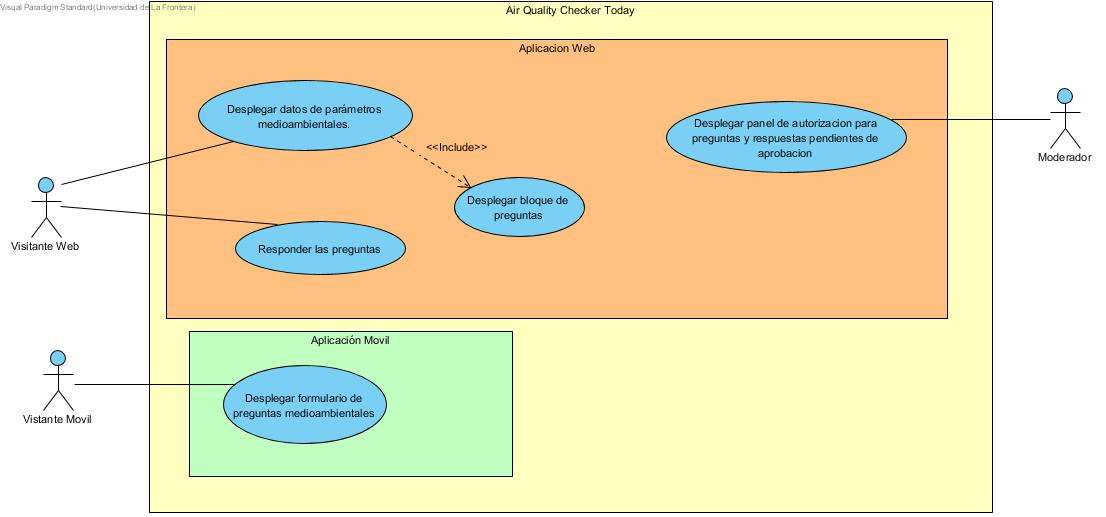 Visual Paradigm Standard(Universidad de La Frontera)
Air Quality Checker Today
Aplicacion Web
Desplegar datos de parámetros
medioambientales.
<<Include>>
Desplegar bloque de
preguntas
Desplegar panel de autorizacion para
preguntas y respuestas pendientes de
aprobacion
Moderador
Visitante Web
Responder las preguntas
Aplicación Movil
Desplegar formulario de
preguntas medioambientales
Vistante Movil